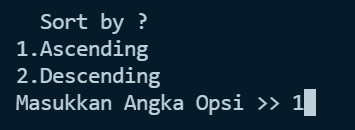 Sort by ?
1.Ascending
2.Descending
Masukkan Angka Opsi >> 1